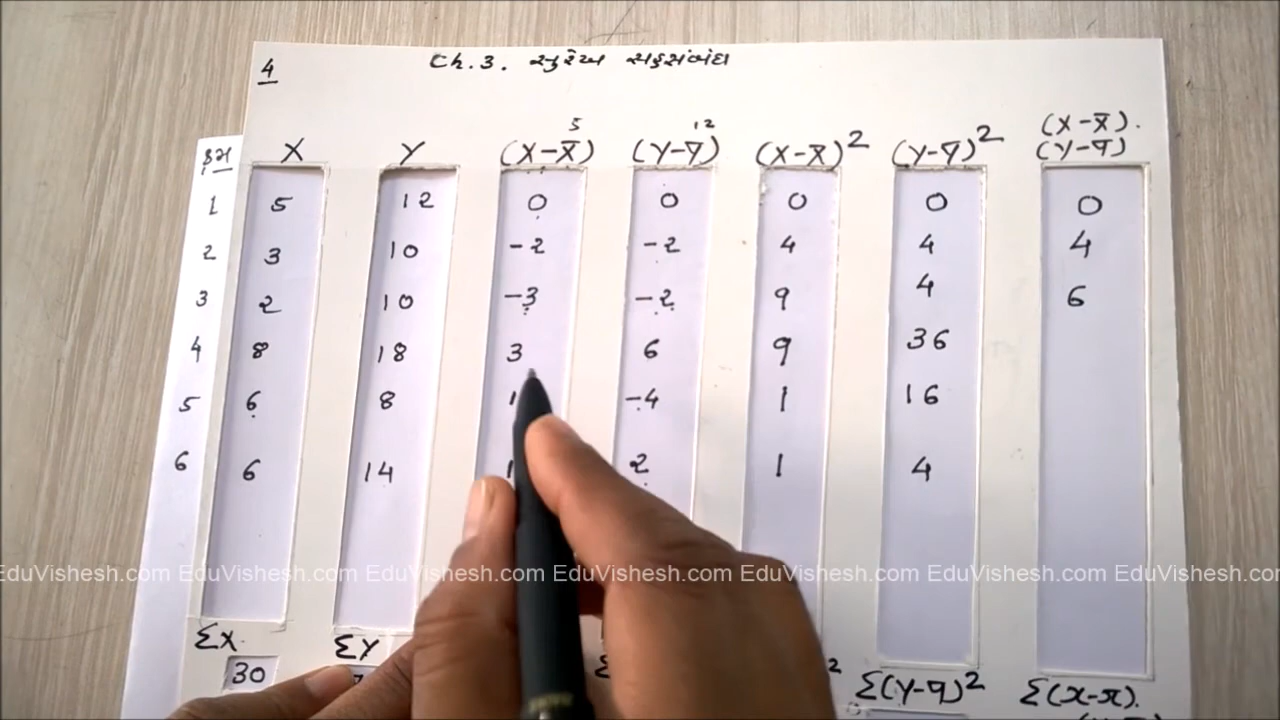 4 Ch. 3. સુરેખ સહસંબંધ
(X-X̄).
5 12
ક્રમ X Y (X-X̄) (Y-Ȳ) (X-X̄)² (Y-Ȳ)² (Y-Ȳ)
1 5 12 0 0 0 0 0
2 3 10 -2 -2 4 4 4
3 2 10 -3 -2 9 4 6
4 8 18 3 6 9 36
5 6 8 1 -4 1 16
6 6 14 1 2 1 4
EduVishesh.com EduVishesh.com EduVishesh.com EduVishesh.com EduVishesh.com EduVishesh.com EduVishesh.com
ΣX ΣY Σ(Y-Ȳ)² Σ(x-x̄).
30